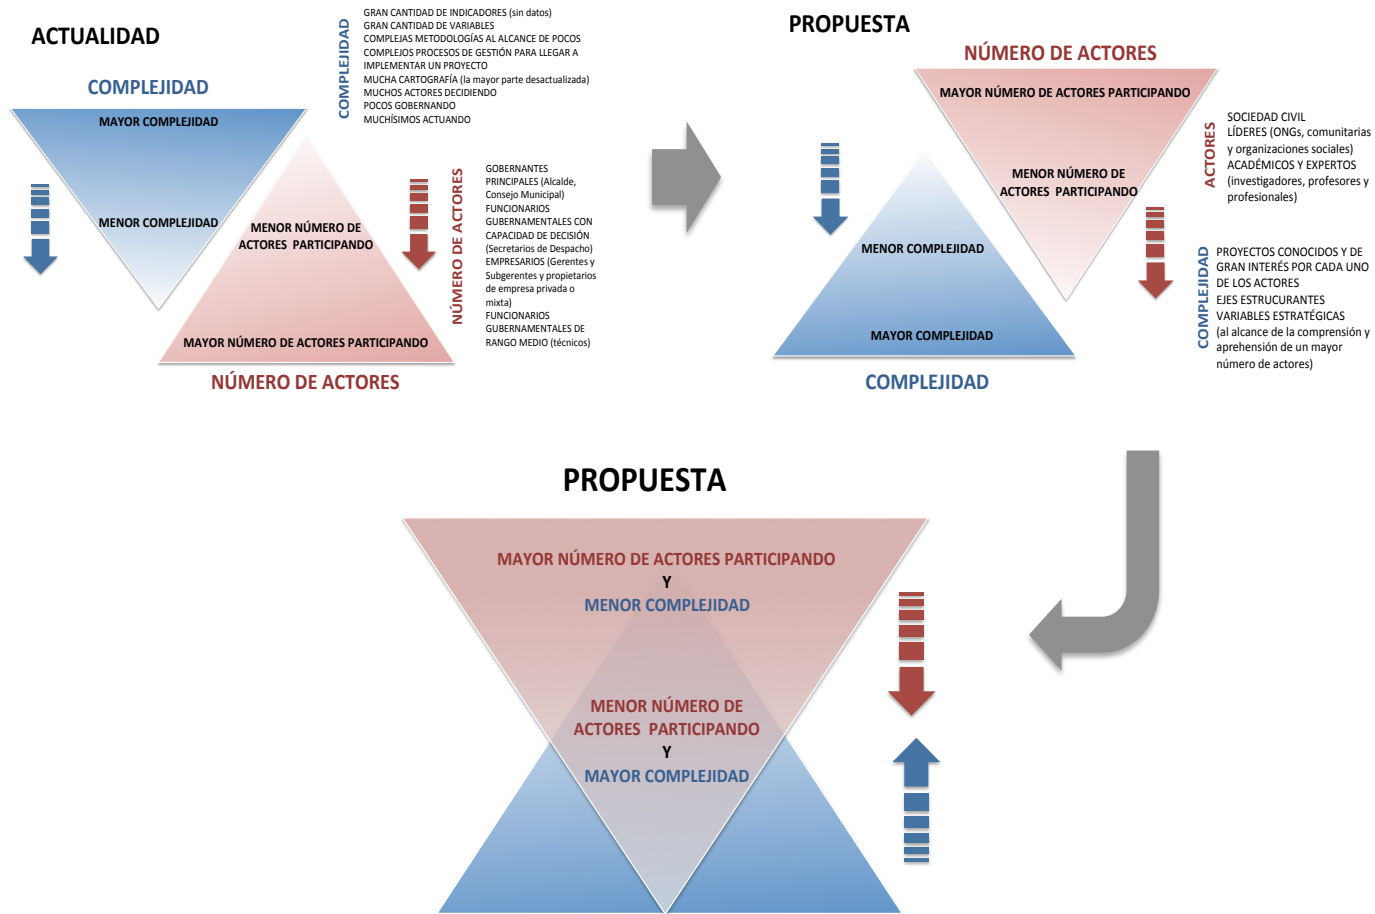 ACTUALIDAD
COMPLEJIDAD
MAYOR COMPLEJIDAD
MENOR COMPLEJIDAD
MENOR NÚMERO DE
ACTORES PARTICIPANDO
MAYOR NÚMERO DE ACTORES PARTICIPANDO
NÚMERO DE ACTORES
COMPLEJIDAD
GRAN CANTIDAD DE INDICADORES (sin datos)
GRAN CANTIDAD DE VARIABLES
COMPLEJAS METODOLOGÍAS AL ALCANCE DE POCOS
COMPLEJOS PROCESOS DE GESTIÓN PARA LLEGAR A
IMPLEMENTAR UN PROYECTO
MUCHA CARTOGRAFÍA (la mayor parte desactualizada)
MUCHOS ACTORES DECIDIENDO
POCOS GOBERNANDO
MUCHÍSIMOS ACTUANDO
NÚMERO DE ACTORES
GOBERNANTES
PRINCIPALES (Alcalde,
Consejo Municipal)
FUNCIONARIOS
GUBERNAMENTALES CON
CAPACIDAD DE DECISIÓN
(Secretarios de Despacho)
EMPRESARIOS (Gerentes y
Subgerentes y propietarios
de empresa privada o
mixta)
FUNCIONARIOS
GUBERNAMENTALES DE
RANGO MEDIO (técnicos)
PROPUESTA
NÚMERO DE ACTORES
MAYOR NÚMERO DE ACTORES PARTICIPANDO
MENOR NÚMERO DE
ACTORES PARTICIPANDO
MENOR COMPLEJIDAD
MAYOR COMPLEJIDAD
COMPLEJIDAD
ACTORES
SOCIEDAD CIVIL
LÍDERES (ONGs, comunitarias
y organizaciones sociales)
ACADÉMICOS Y EXPERTOS
(investigadores, profesores y
profesionales)
COMPLEJIDAD
PROYECTOS CONOCIDOS Y DE
GRAN INTERÉS POR CADA UNO
DE LOS ACTORES
EJES ESTRUCURANTES
VARIABLES ESTRATÉGICAS
(al alcance de la comprensión y
aprehensión de un mayor
número de actores)
PROPUESTA
MAYOR NÚMERO DE ACTORES PARTICIPANDO
Y
MENOR COMPLEJIDAD
MENOR NÚMERO DE
ACTORES PARTICIPANDO
Y
MAYOR COMPLEJIDAD